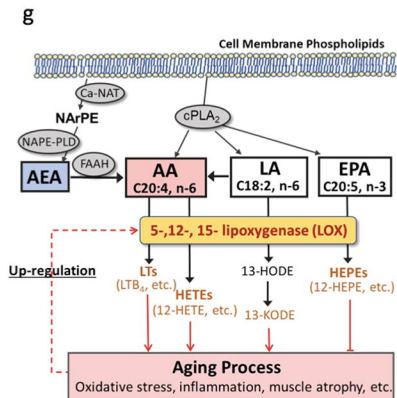 g
Cell Membrane Phospholipids
Ca-NAT
NArPE
cPLA₂
NAPE-PLD
FAAH
AEA
AA
C20:4, n-6
LA
C18:2, n-6
EPA
C20:5, n-3
5-,12-, 15- lipoxygenase (LOX)
Up-regulation
LTs
(LTB₄, etc.)
HETEs
(12-HETE, etc.)
13-HODE
13-KODE
HEPEs
(12-HEPE, etc.)
Aging Process
Oxidative stress, inflammation, muscle atrophy, etc.